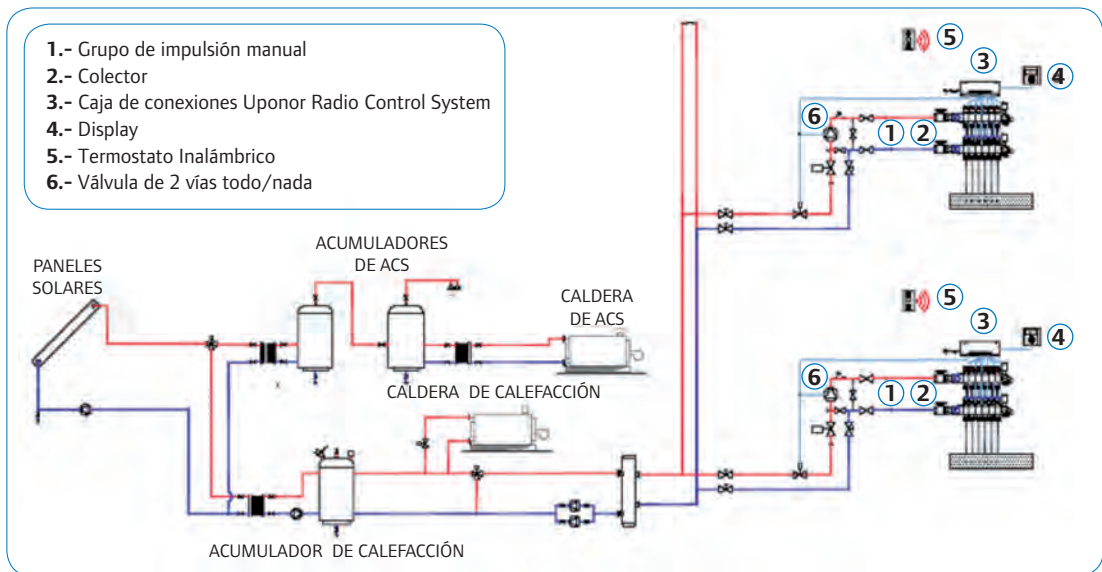 1.- Grupo de impulsión manual
2.- Colector
3.- Caja de conexiones Uponor Radio Control System
4.- Display
5.- Termostato Inalámbrico
6.- Válvula de 2 vías todo/nada
5
3
4
6
1 2
ACUMULADORES
DE ACS
PANELES
SOLARES
CALDERA
DE ACS
5
3
4
CALDERA DE CALEFACCIÓN
6
1 2
x
ACUMULADOR DE CALEFACCIÓN